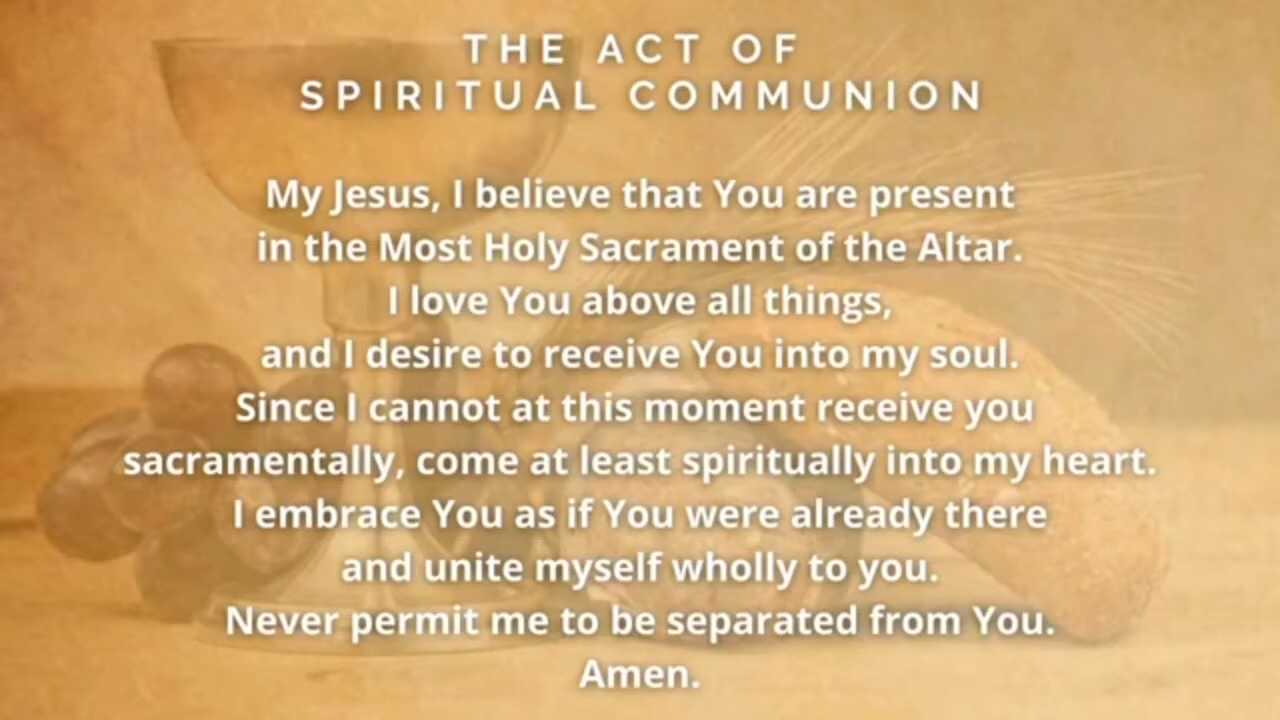 THE ACT OF
SPIRITUAL COMMUNION
My Jesus, I believe that You are present
in the Most Holy Sacrament of the Altar.
I love You above all things,
and I desire to receive You into my soul.
Since I cannot at this moment receive you
sacramentally, come at least spiritually into my heart.
I embrace You as if You were already there
and unite myself wholly to you.
Never permit me to be separated from You.
Amen.